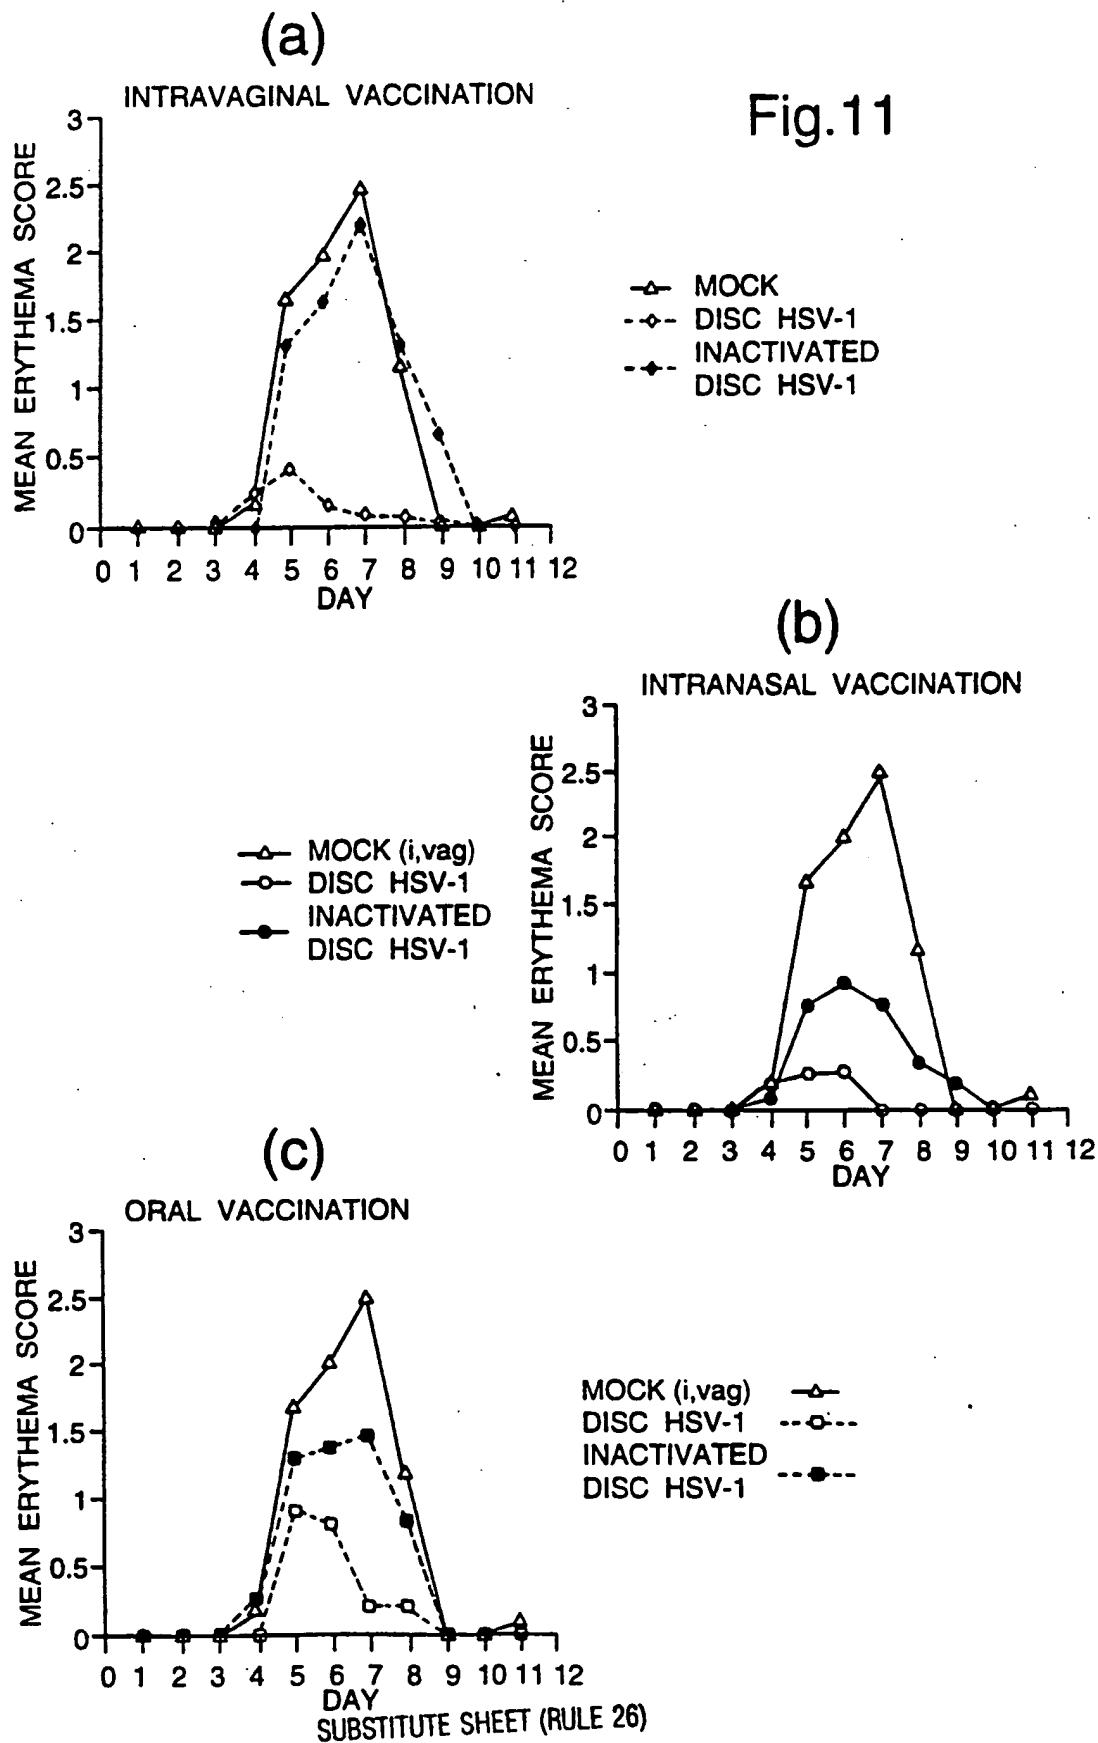 (a)
INTRAVAGINAL VACCINATION
Fig.11
MEAN ERYTHEMA SCORE
3
2.5
2
1.5
1
0.5
0
0 1 2 3 4 5 6 7 8 9 10 11 12
DAY
MOCK
DISC HSV-1
INACTIVATED
DISC HSV-1
(b)
INTRANASAL VACCINATION
MEAN ERYTHEMA SCORE
3
2.5
2
1.5
1
0.5
0
0 1 2 3 4 5 6 7 8 9 10 11 12
DAY
MOCK (i,vag)
DISC HSV-1
INACTIVATED
DISC HSV-1
(c)
ORAL VACCINATION
MEAN ERYTHEMA SCORE
3
2.5
2
1.5
1
0.5
0
0 1 2 3 4 5 6 7 8 9 10 11 12
DAY
MOCK (i,vag)
DISC HSV-1
INACTIVATED
DISC HSV-1
SUBSTITUTE SHEET (RULE 26)